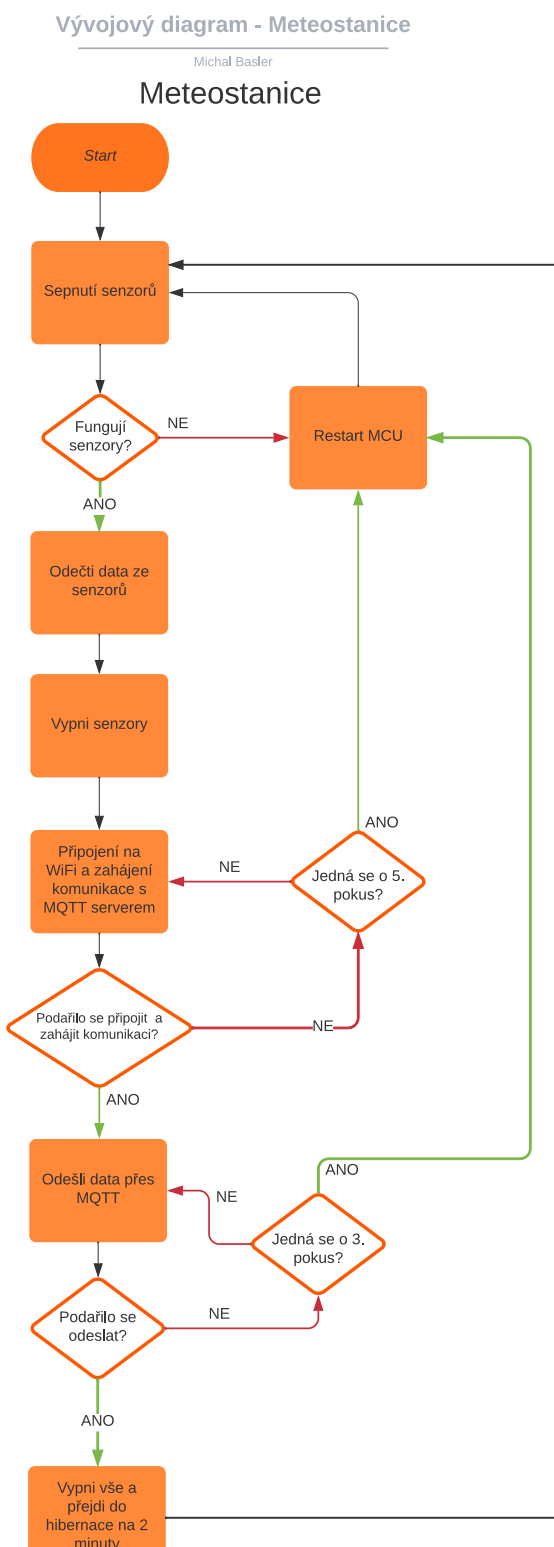 Vývojový diagram - Meteostanice
Michal Basler
Meteostanice
Start
Sepnutí senzorů
Fungují
senzory?
NE
Restart MCU
ANO
Odečti data ze
senzorů
Vypni senzory
Připojení na
WiFi a zahájení
komunikace s
MQTT serverem
NE
ANO
Jedná se o 5.
pokus?
Podařilo se připojit a
zahájit komunikaci?
NE
ANO
Odešli data přes
MQTT
NE
ANO
Jedná se o 3.
pokus?
Podařilo se
odeslat?
NE
ANO
Vypni vše a
přejdi do
hibernace na 2
minuty